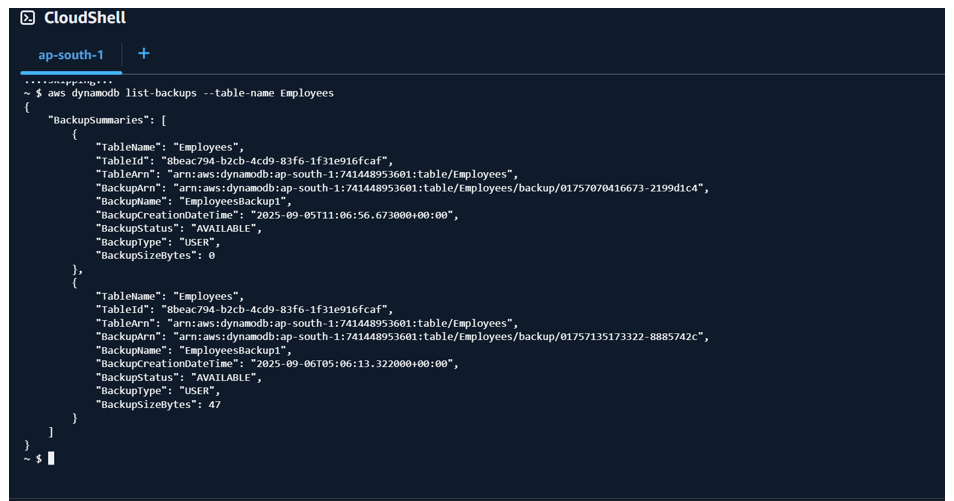 CloudShell
ap-south-1 +
....skipping...
~ $ aws dynamodb list-backups --table-name Employees
{
    "BackupSummaries": [
        {
            "TableName": "Employees",
            "TableId": "8beac794-b2cb-4cd9-83f6-1f31e916fcaf",
            "TableArn": "arn:aws:dynamodb:ap-south-1:741448953601:table/Employees",
            "BackupArn": "arn:aws:dynamodb:ap-south-1:741448953601:table/Employees/backup/01757070416673-2199d1c4",
            "BackupName": "EmployeesBackup1",
            "BackupCreationDateTime": "2025-09-05T11:06:56.673000+00:00",
            "BackupStatus": "AVAILABLE",
            "BackupType": "USER",
            "BackupSizeBytes": 0
        },
        {
            "TableName": "Employees",
            "TableId": "8beac794-b2cb-4cd9-83f6-1f31e916fcaf",
            "TableArn": "arn:aws:dynamodb:ap-south-1:741448953601:table/Employees",
            "BackupArn": "arn:aws:dynamodb:ap-south-1:741448953601:table/Employees/backup/01757135173322-8885742c",
            "BackupName": "EmployeesBackup1",
            "BackupCreationDateTime": "2025-09-06T05:06:13.322000+00:00",
            "BackupStatus": "AVAILABLE",
            "BackupType": "USER",
            "BackupSizeBytes": 47
        }
    ]
}
~ $